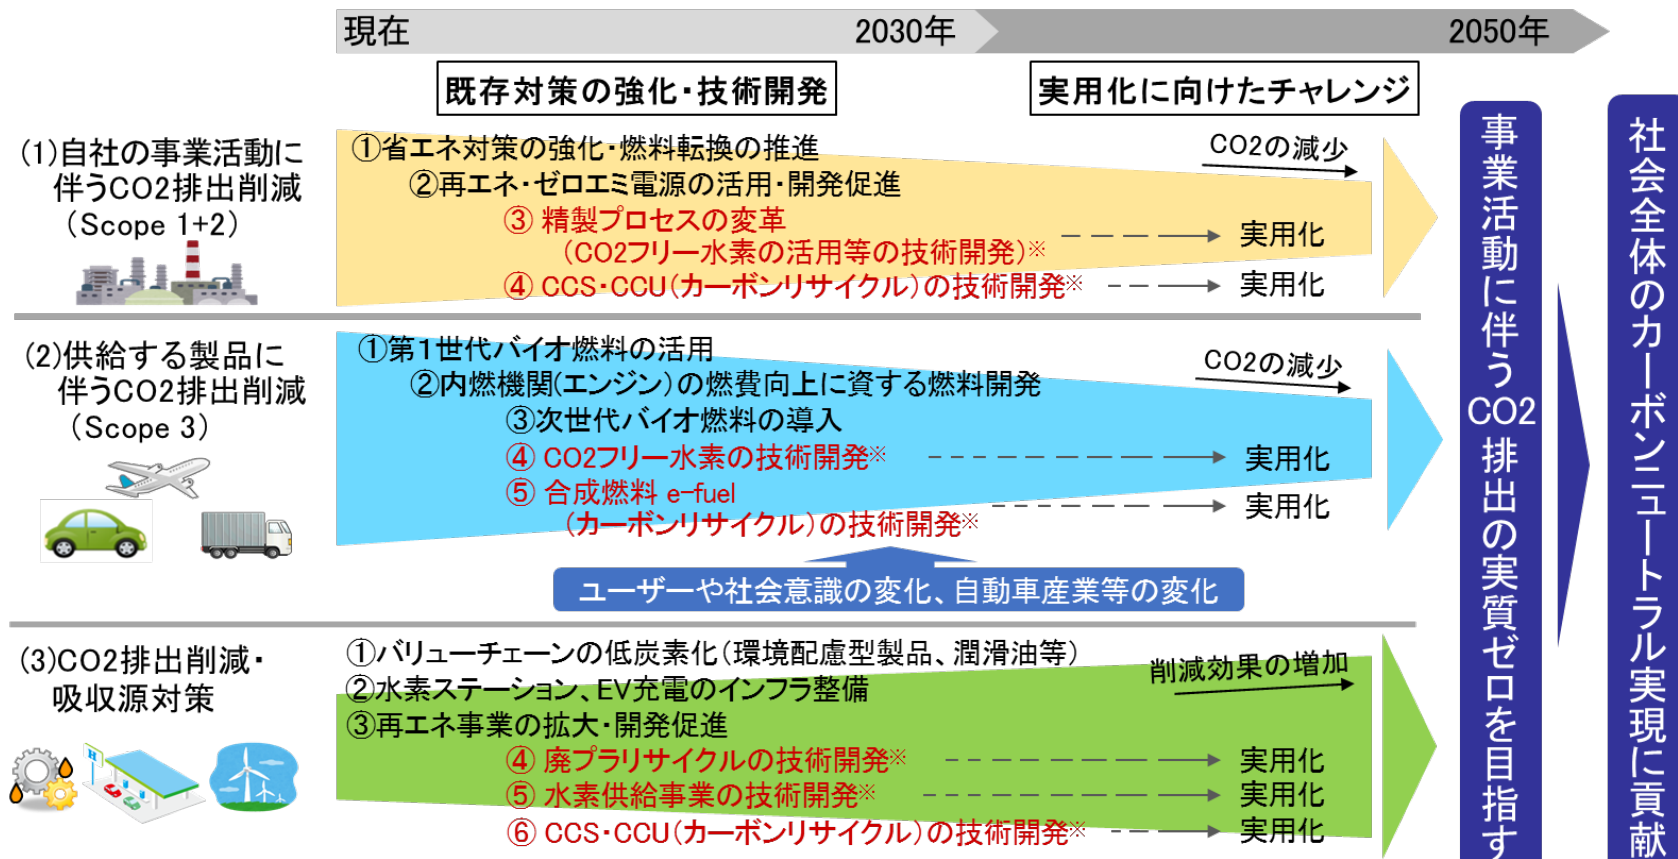 現在
2030年
2050年
既存対策の強化・技術開発
実用化に向けたチャレンジ
(1)自社の事業活動に
伴うCO2排出削減
(Scope 1+2)
①省エネ対策の強化・燃料転換の推進
CO2の減少
②再エネ・ゼロエミ電源の活用・開発促進
③ 精製プロセスの変革
(CO2フリー水素の活用等の技術開発)※
実用化
④ CCS・CCU(カーボンリサイクル)の技術開発※
実用化
(2)供給する製品に
伴うCO2排出削減
(Scope 3)
①第1世代バイオ燃料の活用
CO2の減少
②内燃機関(エンジン)の燃費向上に資する燃料開発
③次世代バイオ燃料の導入
④ CO2フリー水素の技術開発※
実用化
⑤ 合成燃料 e-fuel
(カーボンリサイクル)の技術開発※
実用化
ユーザーや社会意識の変化、自動車産業等の変化
(3)CO2排出削減・
吸収源対策
H
①バリューチェーンの低炭素化(環境配慮型製品、潤滑油等)
削減効果の増加
②水素ステーション、EV充電のインフラ整備
③再エネ事業の拡大・開発促進
④ 廃プラリサイクルの技術開発※
実用化
⑤ 水素供給事業の技術開発※
実用化
⑥ CCS・CCU(カーボンリサイクル)の技術開発※
実用化
事業活動に伴うCO2排出の実質ゼロを目指す
社会全体のカーボンニュートラル実現に貢献